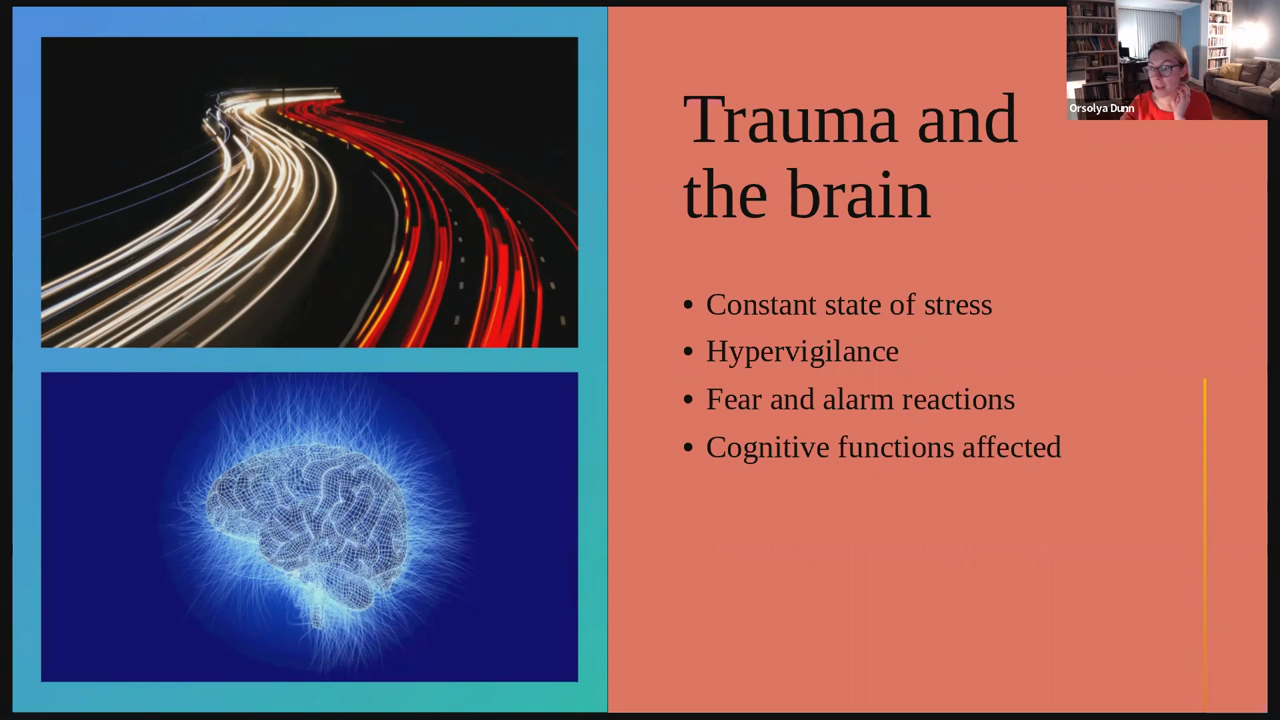 Trauma and
the brain
• Constant state of stress
• Hypervigilance
• Fear and alarm reactions
• Cognitive functions affected
Orsolya Dunn